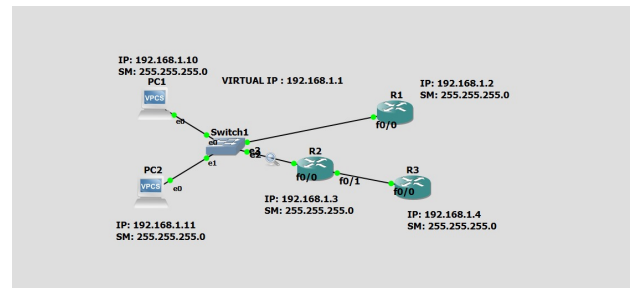 IP: 192.168.1.10
SM: 255.255.255.0
PC1
VPCS
e0
VIRTUAL IP : 192.168.1.1
IP: 192.168.1.2
SM: 255.255.255.0
R1
f0/0
Switch1
e0
e3
e2
e1
R2
f0/0
f0/1
R3
f0/0
PC2
VPCS
e0
IP: 192.168.1.3
SM: 255.255.255.0
IP: 192.168.1.4
SM: 255.255.255.0
IP: 192.168.1.11
SM: 255.255.255.0